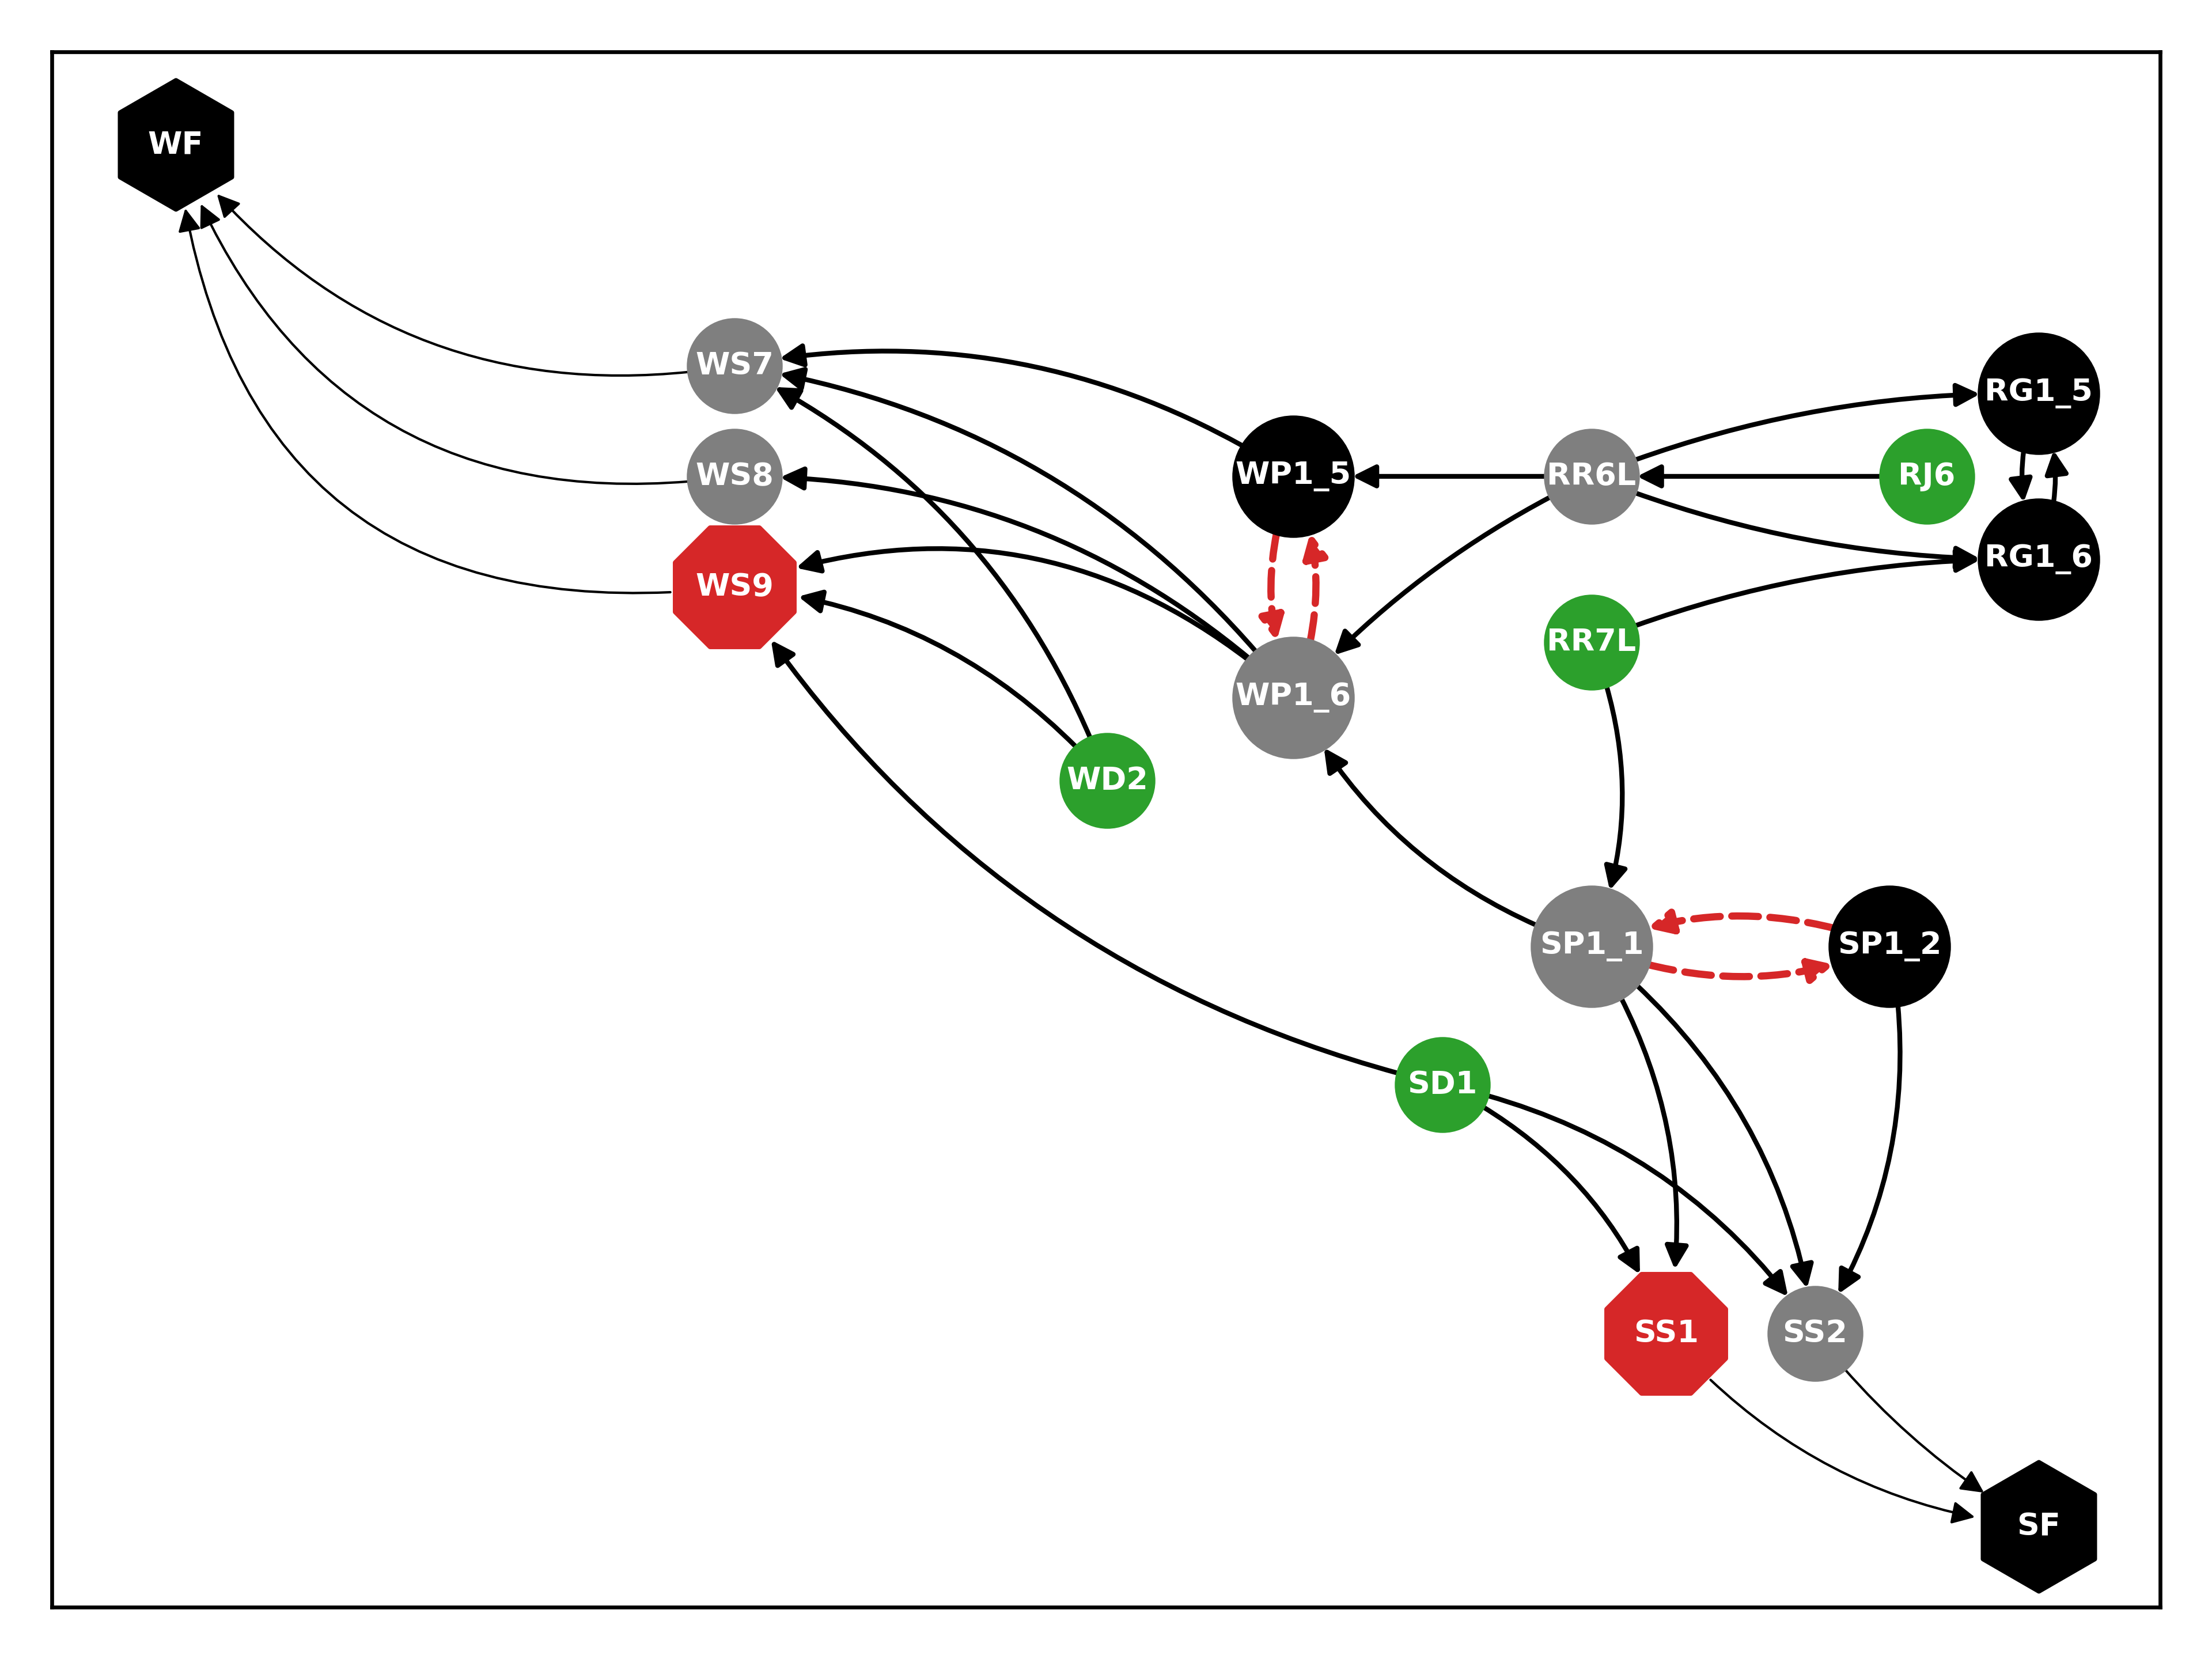 WF
WS7
RG1_5
WP1_5
RR6L
RJ6
WS8
RG1_6
WS9
RR7L
WP1_6
WD2
SP1_1
SP1_2
SD1
SS1
SS2
SF